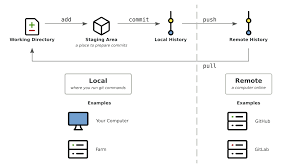 add
commit
push
Working Directory
Staging Area
a place to prepare commits
Local History
Remote History
pull
Local
where you run git commands
Remote
a computer online
Examples
Examples
Your Computer
GitHub
Farm
GitLab